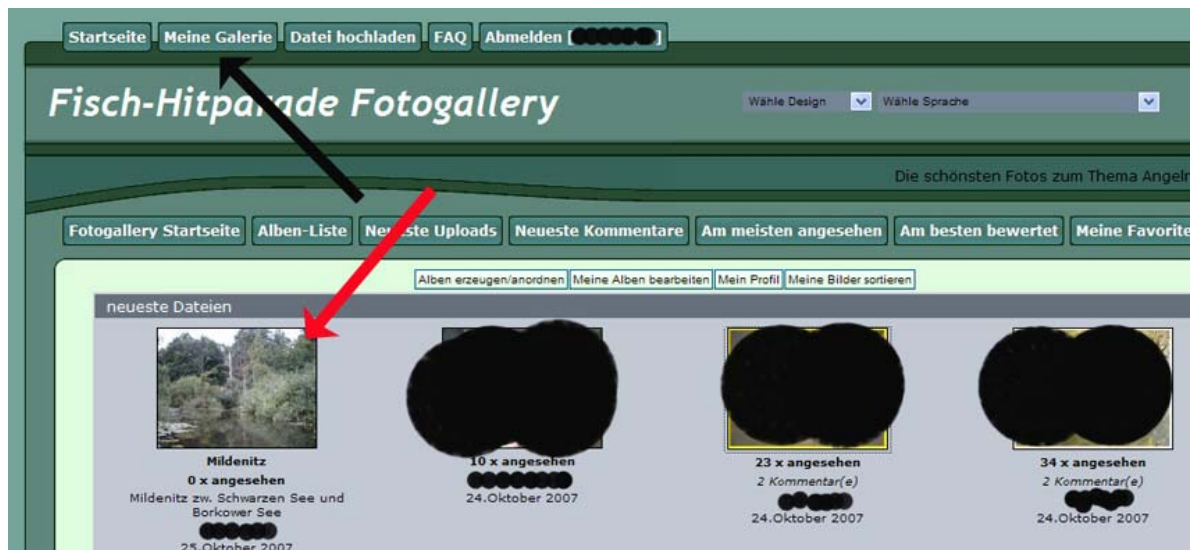 Startseite Meine Galerie Datei hochladen FAQ Abmelden [ ]
Fisch-Hitparade Fotogallery
Wähle Design Wähle Sprache
Die schönsten Fotos zum Thema Angeln
Fotogallery Startseite Alben-Liste Neueste Uploads Neueste Kommentare Am meisten angesehen Am besten bewertet Meine Favorite
Alben erzeugen/anordnen Meine Alben bearbeiten Mein Profil Meine Bilder sortieren
neueste Dateien
Mildenitz
0 x angesehen
Mildenitz zw. Schwarzen See und
Borkower See
25.Oktober 2007
10 x angesehen
24.Oktober 2007
23 x angesehen
2 Kommentar(e)
24.Oktober 2007
34 x angesehen
2 Kommentar(e)
24.Oktober 2007